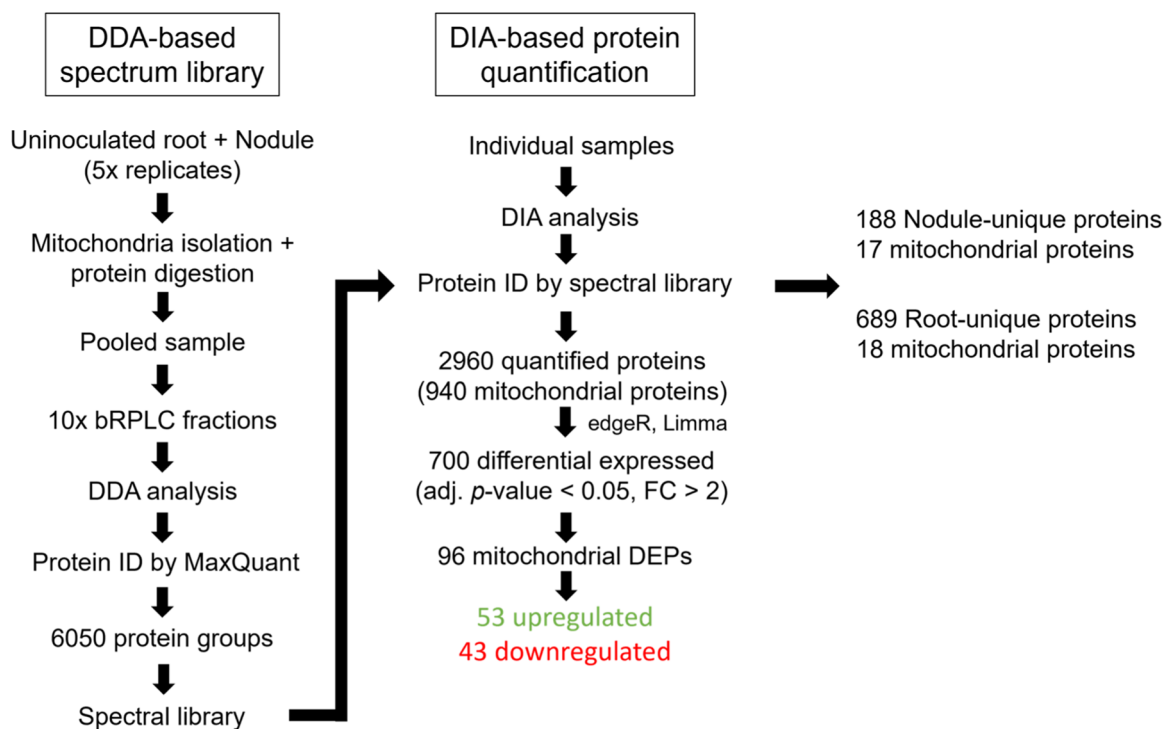 DDA-based
spectrum library
Uninoculated root + Nodule
(5x replicates)
Mitochondria isolation +
protein digestion
Pooled sample
10x bRPLC fractions
DDA analysis
Protein ID by MaxQuant
6050 protein groups
Spectral library
DIA-based protein
quantification
Individual samples
DIA analysis
Protein ID by spectral library
2960 quantified proteins
(940 mitochondrial proteins)
edgeR, Limma
700 differential expressed
(adj. p-value < 0.05, FC > 2)
96 mitochondrial DEPs
53 upregulated
43 downregulated
188 Nodule-unique proteins
17 mitochondrial proteins
689 Root-unique proteins
18 mitochondrial proteins